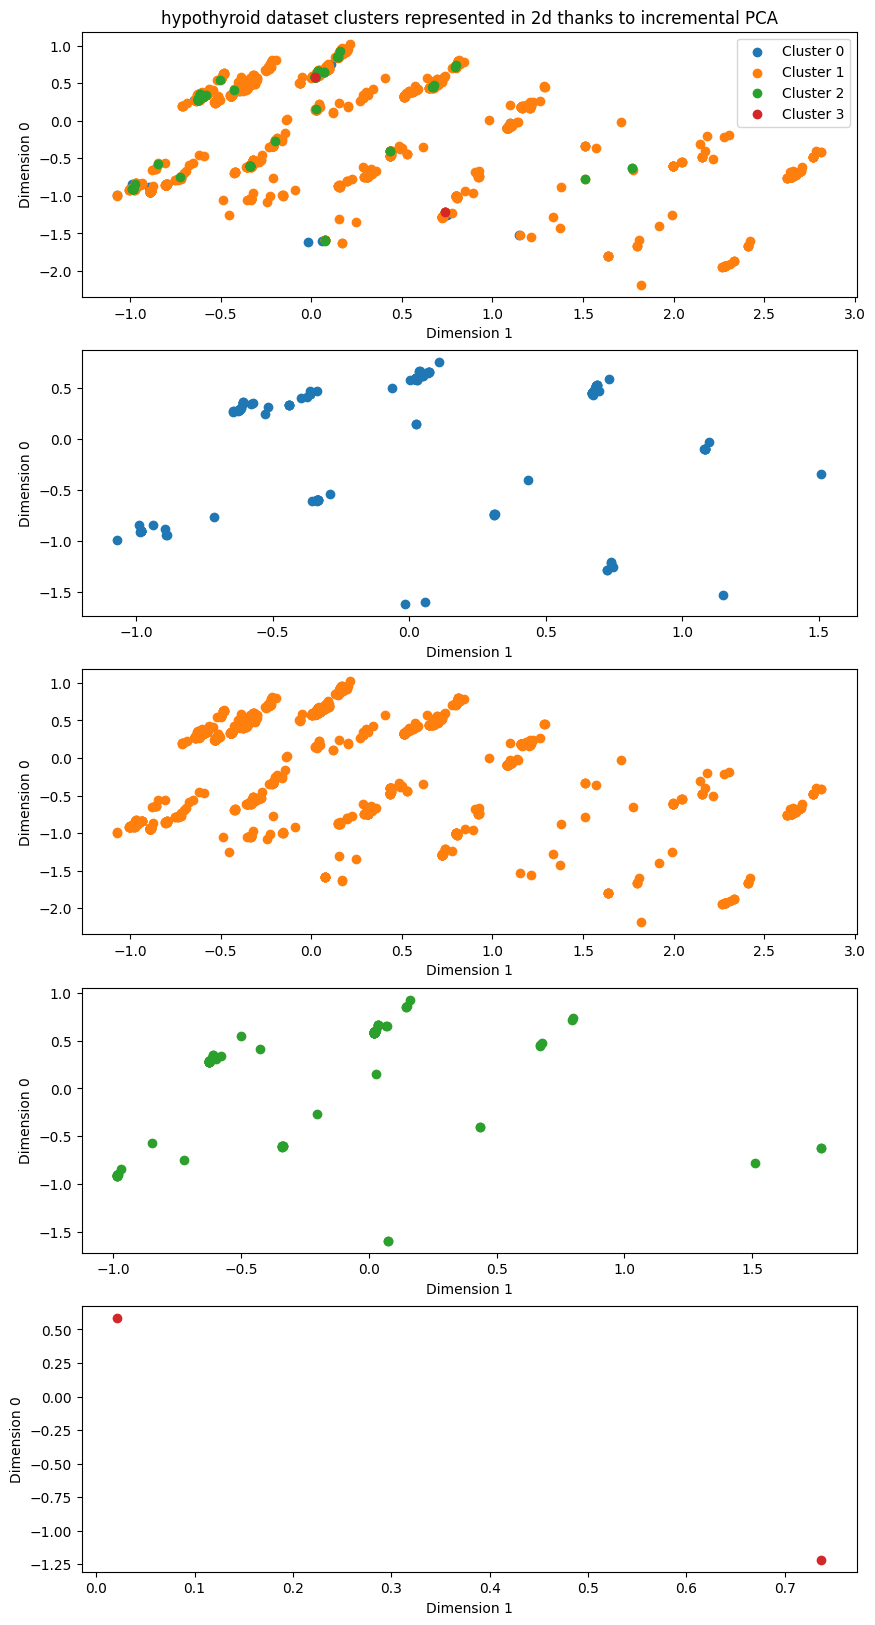 hypothyroid dataset clusters represented in 2d thanks to incremental PCA
1.0
0.5
0.0
−0.5
−1.0
−1.5
−2.0
Dimension 0
Cluster 0
Cluster 1
Cluster 2
Cluster 3
−1.0 −0.5 0.0 0.5 1.0 1.5 2.0 2.5 3.0
Dimension 1
0.5
0.0
−0.5
−1.0
−1.5
Dimension 0
−1.0 −0.5 0.0 0.5 1.0 1.5
Dimension 1
1.0
0.5
0.0
−0.5
−1.0
−1.5
−2.0
Dimension 0
−1.0 −0.5 0.0 0.5 1.0 1.5 2.0 2.5 3.0
Dimension 1
1.0
0.5
0.0
−0.5
−1.0
−1.5
Dimension 0
−1.0 −0.5 0.0 0.5 1.0 1.5
Dimension 1
0.50
0.25
0.00
−0.25
−0.50
−0.75
−1.00
−1.25
Dimension 0
0.0 0.1 0.2 0.3 0.4 0.5 0.6 0.7
Dimension 1